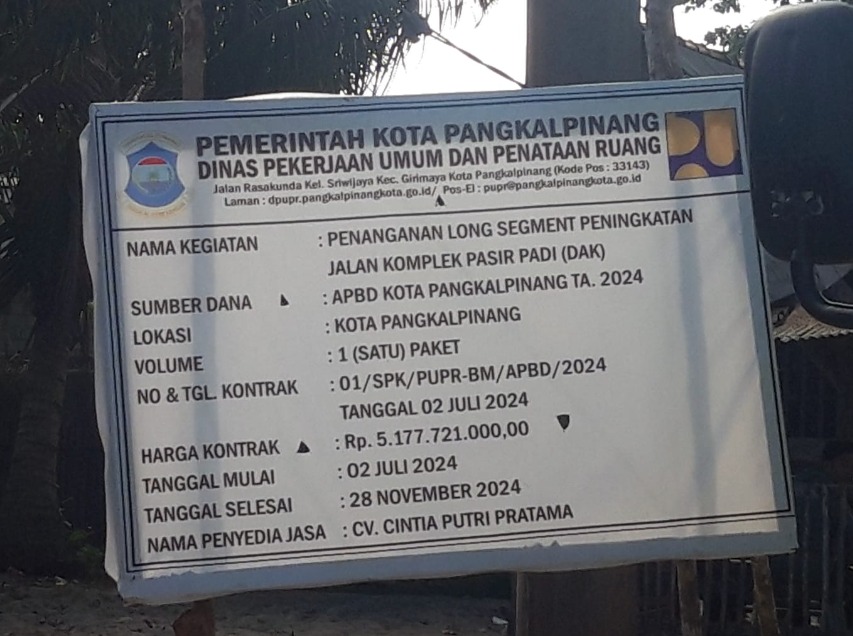 PEMERINTAH KOTA PANGKALPINANG
DINAS PEKERJAAN UMUM DAN PENATAAN RUANG
Jalan Rasakunda Kel. Sriwijaya Kec. Girimaya Kota Pangkalpinang (Kode Pos : 33143)
Laman : dpupr.pangkalpinangkota.go.id/ Pos-El : pupr@pangkalpinangkota.go.id
NAMA KEGIATAN : PENANGANAN LONG SEGMENT PENINGKATAN
JALAN KOMPLEK PASIR PADI (DAK)
SUMBER DANA : APBD KOTA PANGKALPINANG TA. 2024
LOKASI : KOTA PANGKALPINANG
VOLUME : 1 (SATU) PAKET
NO & TGL. KONTRAK : 01/SPK/PUPR-BM/APBD/2024
TANGGAL 02 JULI 2024
HARGA KONTRAK : Rp. 5.177.721.000,00
TANGGAL MULAI : 02 JULI 2024
TANGGAL SELESAI : 28 NOVEMBER 2024
NAMA PENYEDIA JASA : CV. CINTIA PUTRI PRATAMA